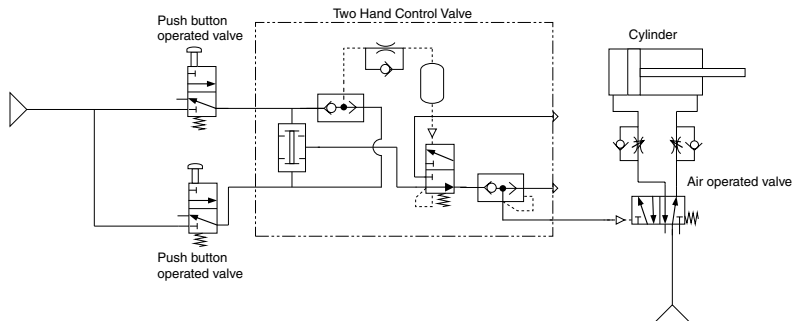 Two Hand Control Valve
Push button
operated valve
Cylinder
Air operated valve
Push button
operated valve